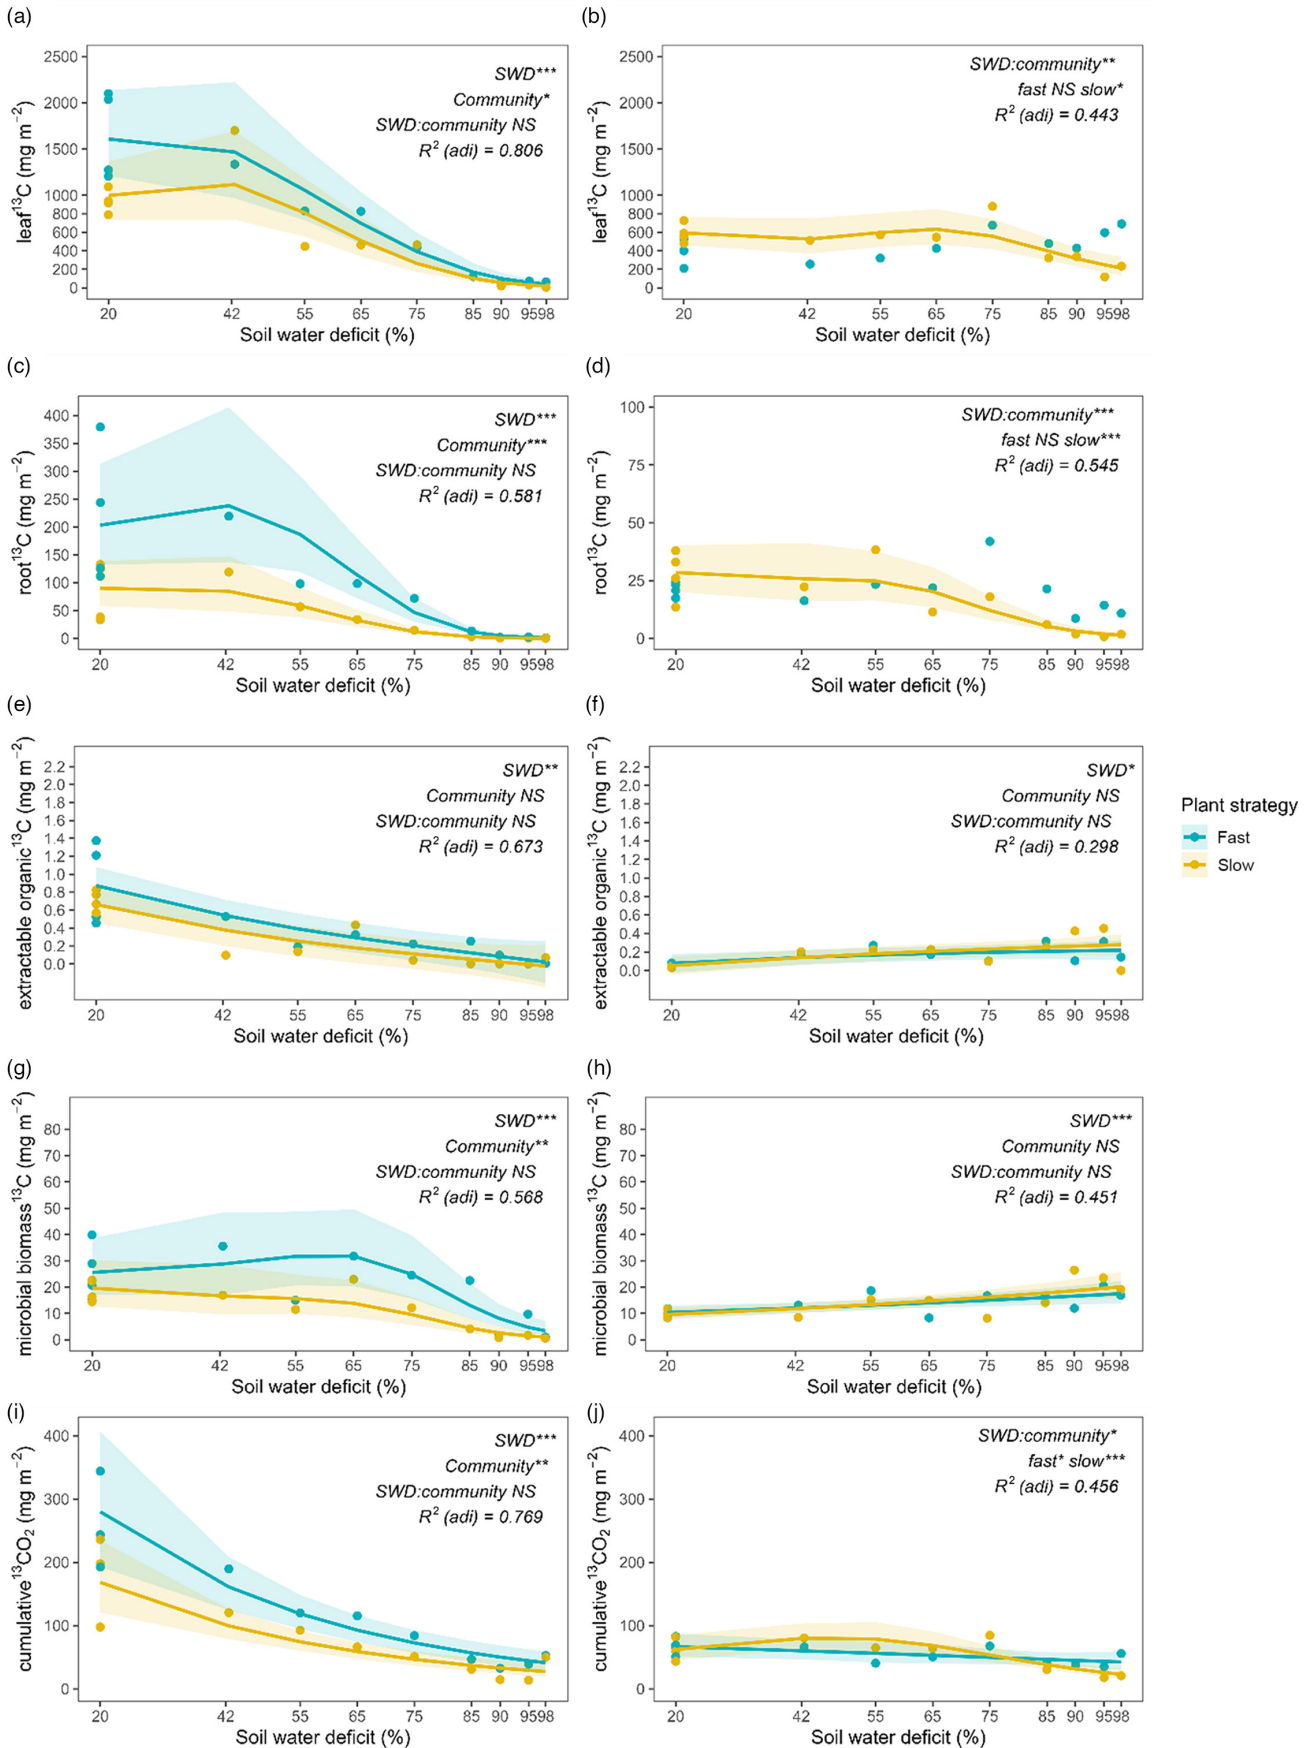 (a)
leaf¹³C (mg m⁻²)
2500
2000
1500
1000
800
600
400
200
0
SWD***
Community*
SWD:community NS
R² (adi) = 0.806
20 42 55 65 75 85 90 9598
Soil water deficit (%)
(b)
leaf¹³C (mg m⁻²)
2500
2000
1500
1000
800
600
400
200
0
SWD:community**
fast NS slow*
R² (adi) = 0.443
20 42 55 65 75 85 90 9598
Soil water deficit (%)
(c)
root¹³C (mg m⁻²)
400
350
300
250
200
150
100
50
0
SWD***
Community***
SWD:community NS
R² (adi) = 0.581
20 42 55 65 75 85 90 9598
Soil water deficit (%)
(d)
root¹³C (mg m⁻²)
100
75
50
25
0
SWD:community***
fast NS slow***
R² (adi) = 0.545
20 42 55 65 75 85 90 9598
Soil water deficit (%)
(e)
extractable organic¹³C (mg m⁻²)
2.2
2.0
1.8
1.6
1.4
1.2
1.0
0.8
0.6
0.4
0.2
0.0
SWD**
Community NS
SWD:community NS
R² (adi) = 0.673
20 42 55 65 75 85 90 9598
Soil water deficit (%)
(f)
extractable organic¹³C (mg m⁻²)
2.2
2.0
1.8
1.6
1.4
1.2
1.0
0.8
0.6
0.4
0.2
0.0
SWD*
Community NS
SWD:community NS
R² (adi) = 0.298
20 42 55 65 75 85 90 9598
Soil water deficit (%)
Plant strategy
Fast
Slow
(g)
microbial biomass¹³C (mg m⁻²)
80
70
60
50
40
30
20
10
0
SWD***
Community**
SWD:community NS
R² (adi) = 0.568
20 42 55 65 75 85 90 9598
Soil water deficit (%)
(h)
microbial biomass¹³C (mg m⁻²)
80
70
60
50
40
30
20
10
0
SWD***
Community NS
SWD:community NS
R² (adi) = 0.451
20 42 55 65 75 85 90 9598
Soil water deficit (%)
(i)
cumulative¹³CO₂ (mg m⁻²)
400
300
200
100
0
SWD***
Community**
SWD:community NS
R² (adi) = 0.769
20 42 55 65 75 85 90 9598
Soil water deficit (%)
(j)
cumulative¹³CO₂ (mg m⁻²)
400
300
200
100
0
SWD:community*
fast* slow***
R² (adi) = 0.456
20 42 55 65 75 85 90 9598
Soil water deficit (%)